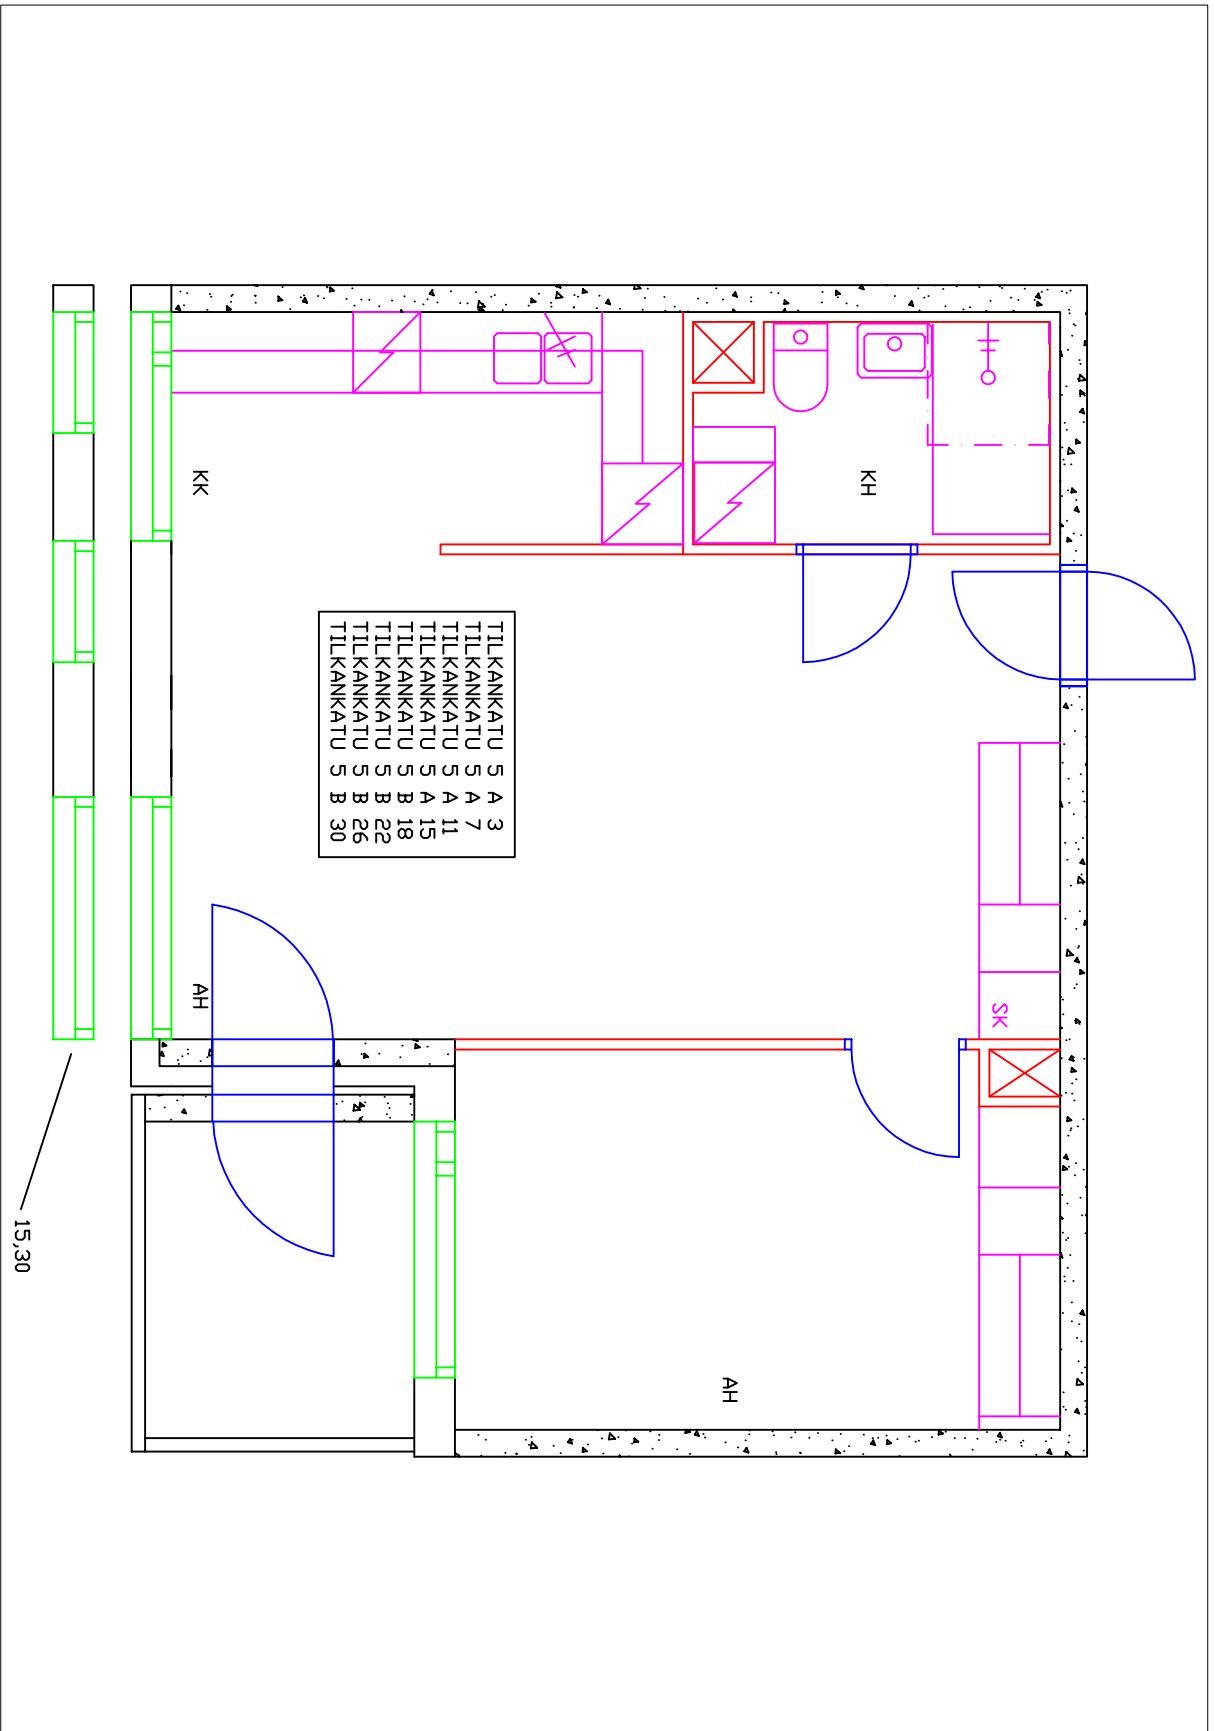 KH
KK
TILKANKATU 5 A 3
TILKANKATU 5 A 7
TILKANKATU 5 A 11
TILKANKATU 5 A 15
TILKANKATU 5 B 18
TILKANKATU 5 B 22
TILKANKATU 5 B 26
TILKANKATU 5 B 30
SK
AH
AH
15,30